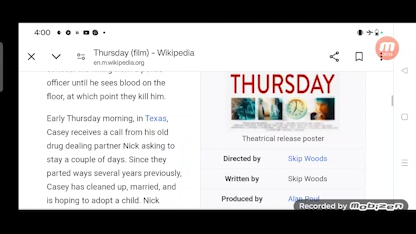 4:00
Thursday (film) - Wikipedia
en.m.wikipedia.org
officer until he sees blood on the
floor, at which point they kill him.
Early Thursday morning, in Texas,
Casey receives a call from his old
drug dealing partner Nick asking to
stay a couple of days. Since they
parted ways several years previously,
Casey has cleaned up, married, and
is hoping to adopt a child. Nick
THURSDAY
Theatrical release poster
Directed by Skip Woods
Written by Skip Woods
Produced by Alan Poul
Recorded by
MOBIZEN